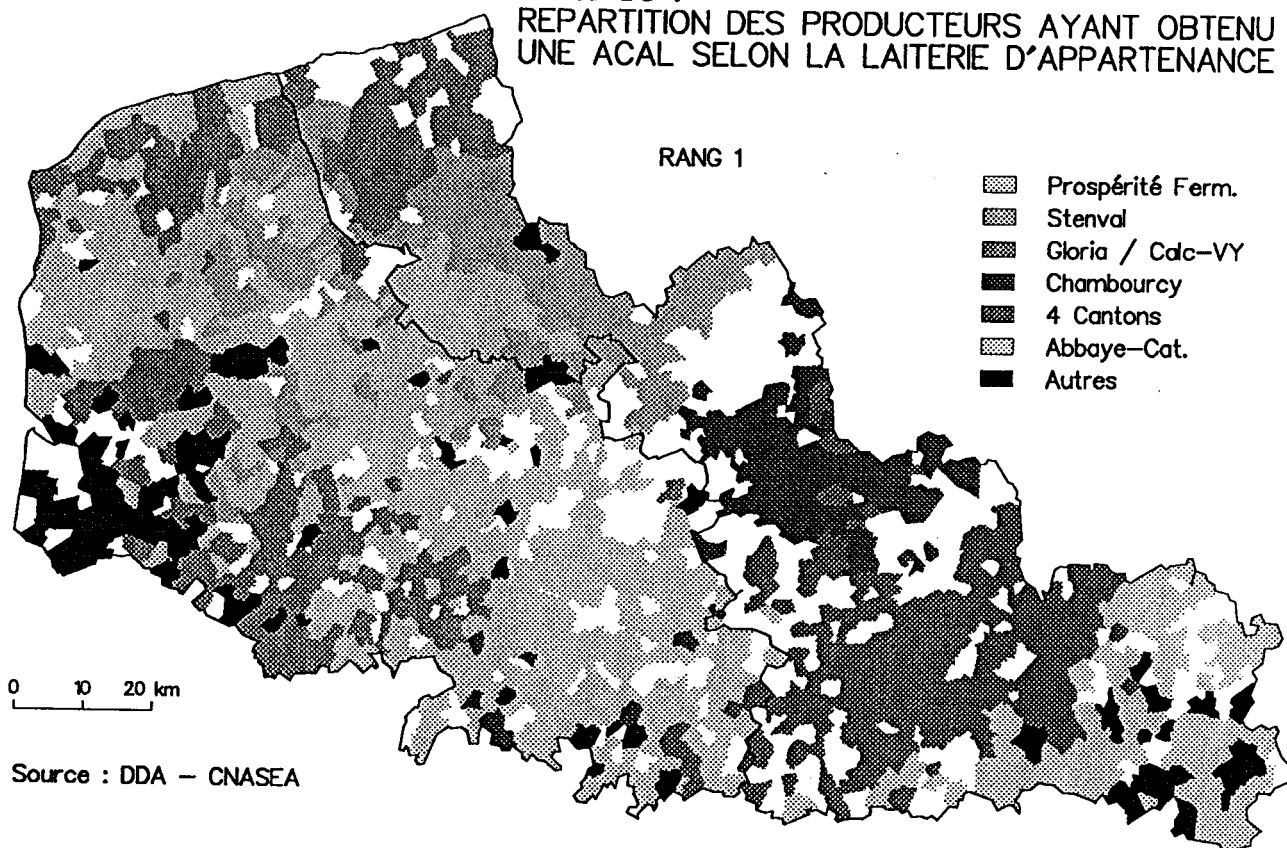 REPARTITION DES PRODUCTEURS AYANT OBTENU
UNE ACAL SELON LA LAITERIE D'APPARTENANCE
RANG 1
Prospérité Ferm.
Stenval
Gloria / Calc-VY
Chambourcy
4 Cantons
Abbaye-Cat.
Autres
0 10 20 km
Source : DDA - CNASEA